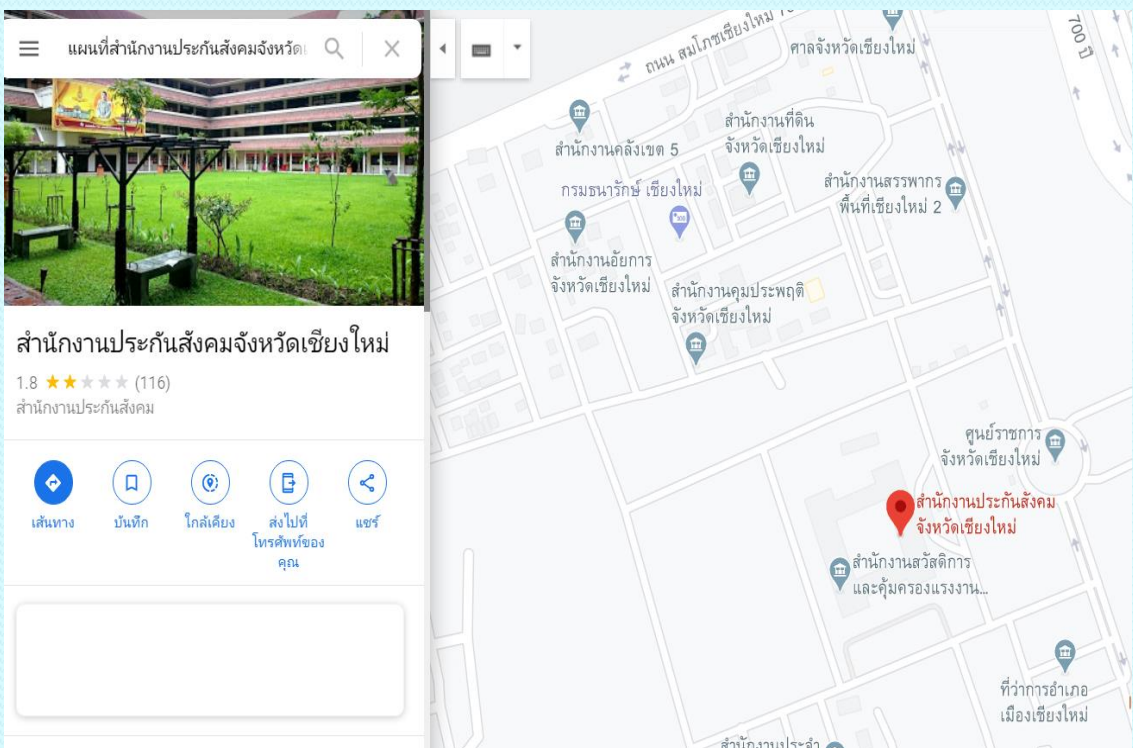 แผนที่สำนักงานประกันสังคมจังหวัด
สำนักงานประกันสังคมจังหวัดเชียงใหม่
1.8
(116)
สำนักงานประกันสังคม
เส้นทาง
บันทึก
ใกล้เคียง
ส่งไปที่
โทรศัพท์ของ
คุณ
แชร์
ถนน สมโภชเชียงใหม่
700 ปี
ศาลจังหวัดเชียงใหม่
สำนักงานคลังเขต 5
สำนักงานที่ดิน
จังหวัดเชียงใหม่
กรมธนารักษ์ เชียงใหม่
สำนักงานสรรพากร
พื้นที่เชียงใหม่ 2
สำนักงานอัยการ
จังหวัดเชียงใหม่
สำนักงานคุมประพฤติ
จังหวัดเชียงใหม่
ศูนย์ราชการ
จังหวัดเชียงใหม่
สำนักงานประกันสังคม
จังหวัดเชียงใหม่
สำนักงานสวัสดิการ
และคุ้มครองแรงงาน...
ที่ว่าการอำเภอ
เมืองเชียงใหม่
สำนักงานประจำ